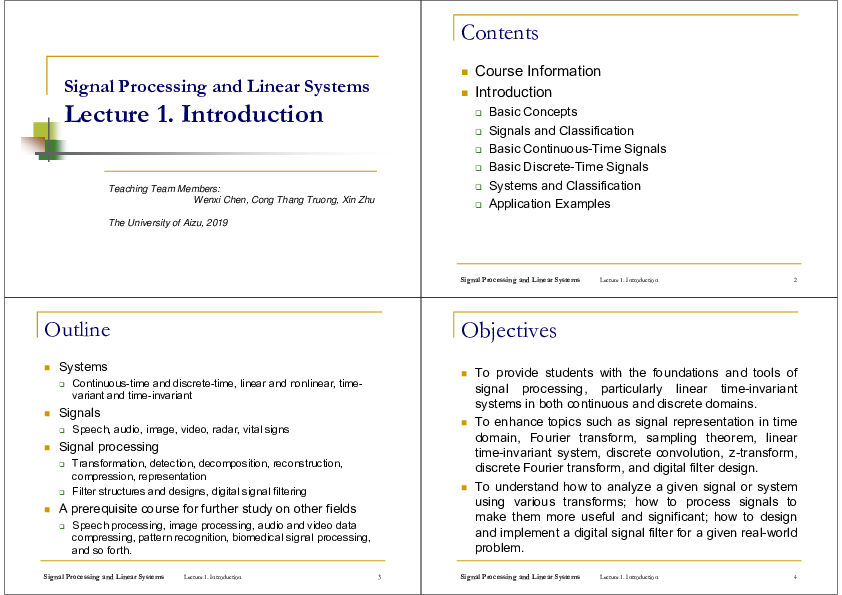 Signal Processing and Linear Systems
Lecture 1. Introduction
Teaching Team Members:
Wenxi Chen, Cong Thang Truong, Xin Zhu
The University of Aizu, 2019
Contents
Course Information
Introduction
Basic Concepts
Signals and Classification
Basic Continuous-Time Signals
Basic Discrete-Time Signals
Systems and Classification
Application Examples
Signal Processing and Linear Systems Lecture 1. Introduction 2
Outline
Systems
Continuous-time and discrete-time, linear and nonlinear, time-
variant and time-invariant
Signals
Speech, audio, image, video, radar, vital signs
Signal processing
Transformation, detection, decomposition, reconstruction,
compression, representation
Filter structures and designs, digital signal filtering
A prerequisite course for further study on other fields
Speech processing, image processing, audio and video data
compressing, pattern recognition, biomedical signal processing,
and so forth.
Signal Processing and Linear Systems Lecture 1. Introduction 3
Objectives
To provide students with the foundations and tools of
signal processing, particularly linear time-invariant
systems in both continuous and discrete domains.
To enhance topics such as signal representation in time
domain, Fourier transform, sampling theorem, linear
time-invariant system, discrete convolution, z-transform,
discrete Fourier transform, and digital filter design.
To understand how to analyze a given signal or system
using various transforms; how to process signals to
make them more useful and significant; how to design
and implement a digital signal filter for a given real-world
problem.
Signal Processing and Linear Systems Lecture 1. Introduction 4